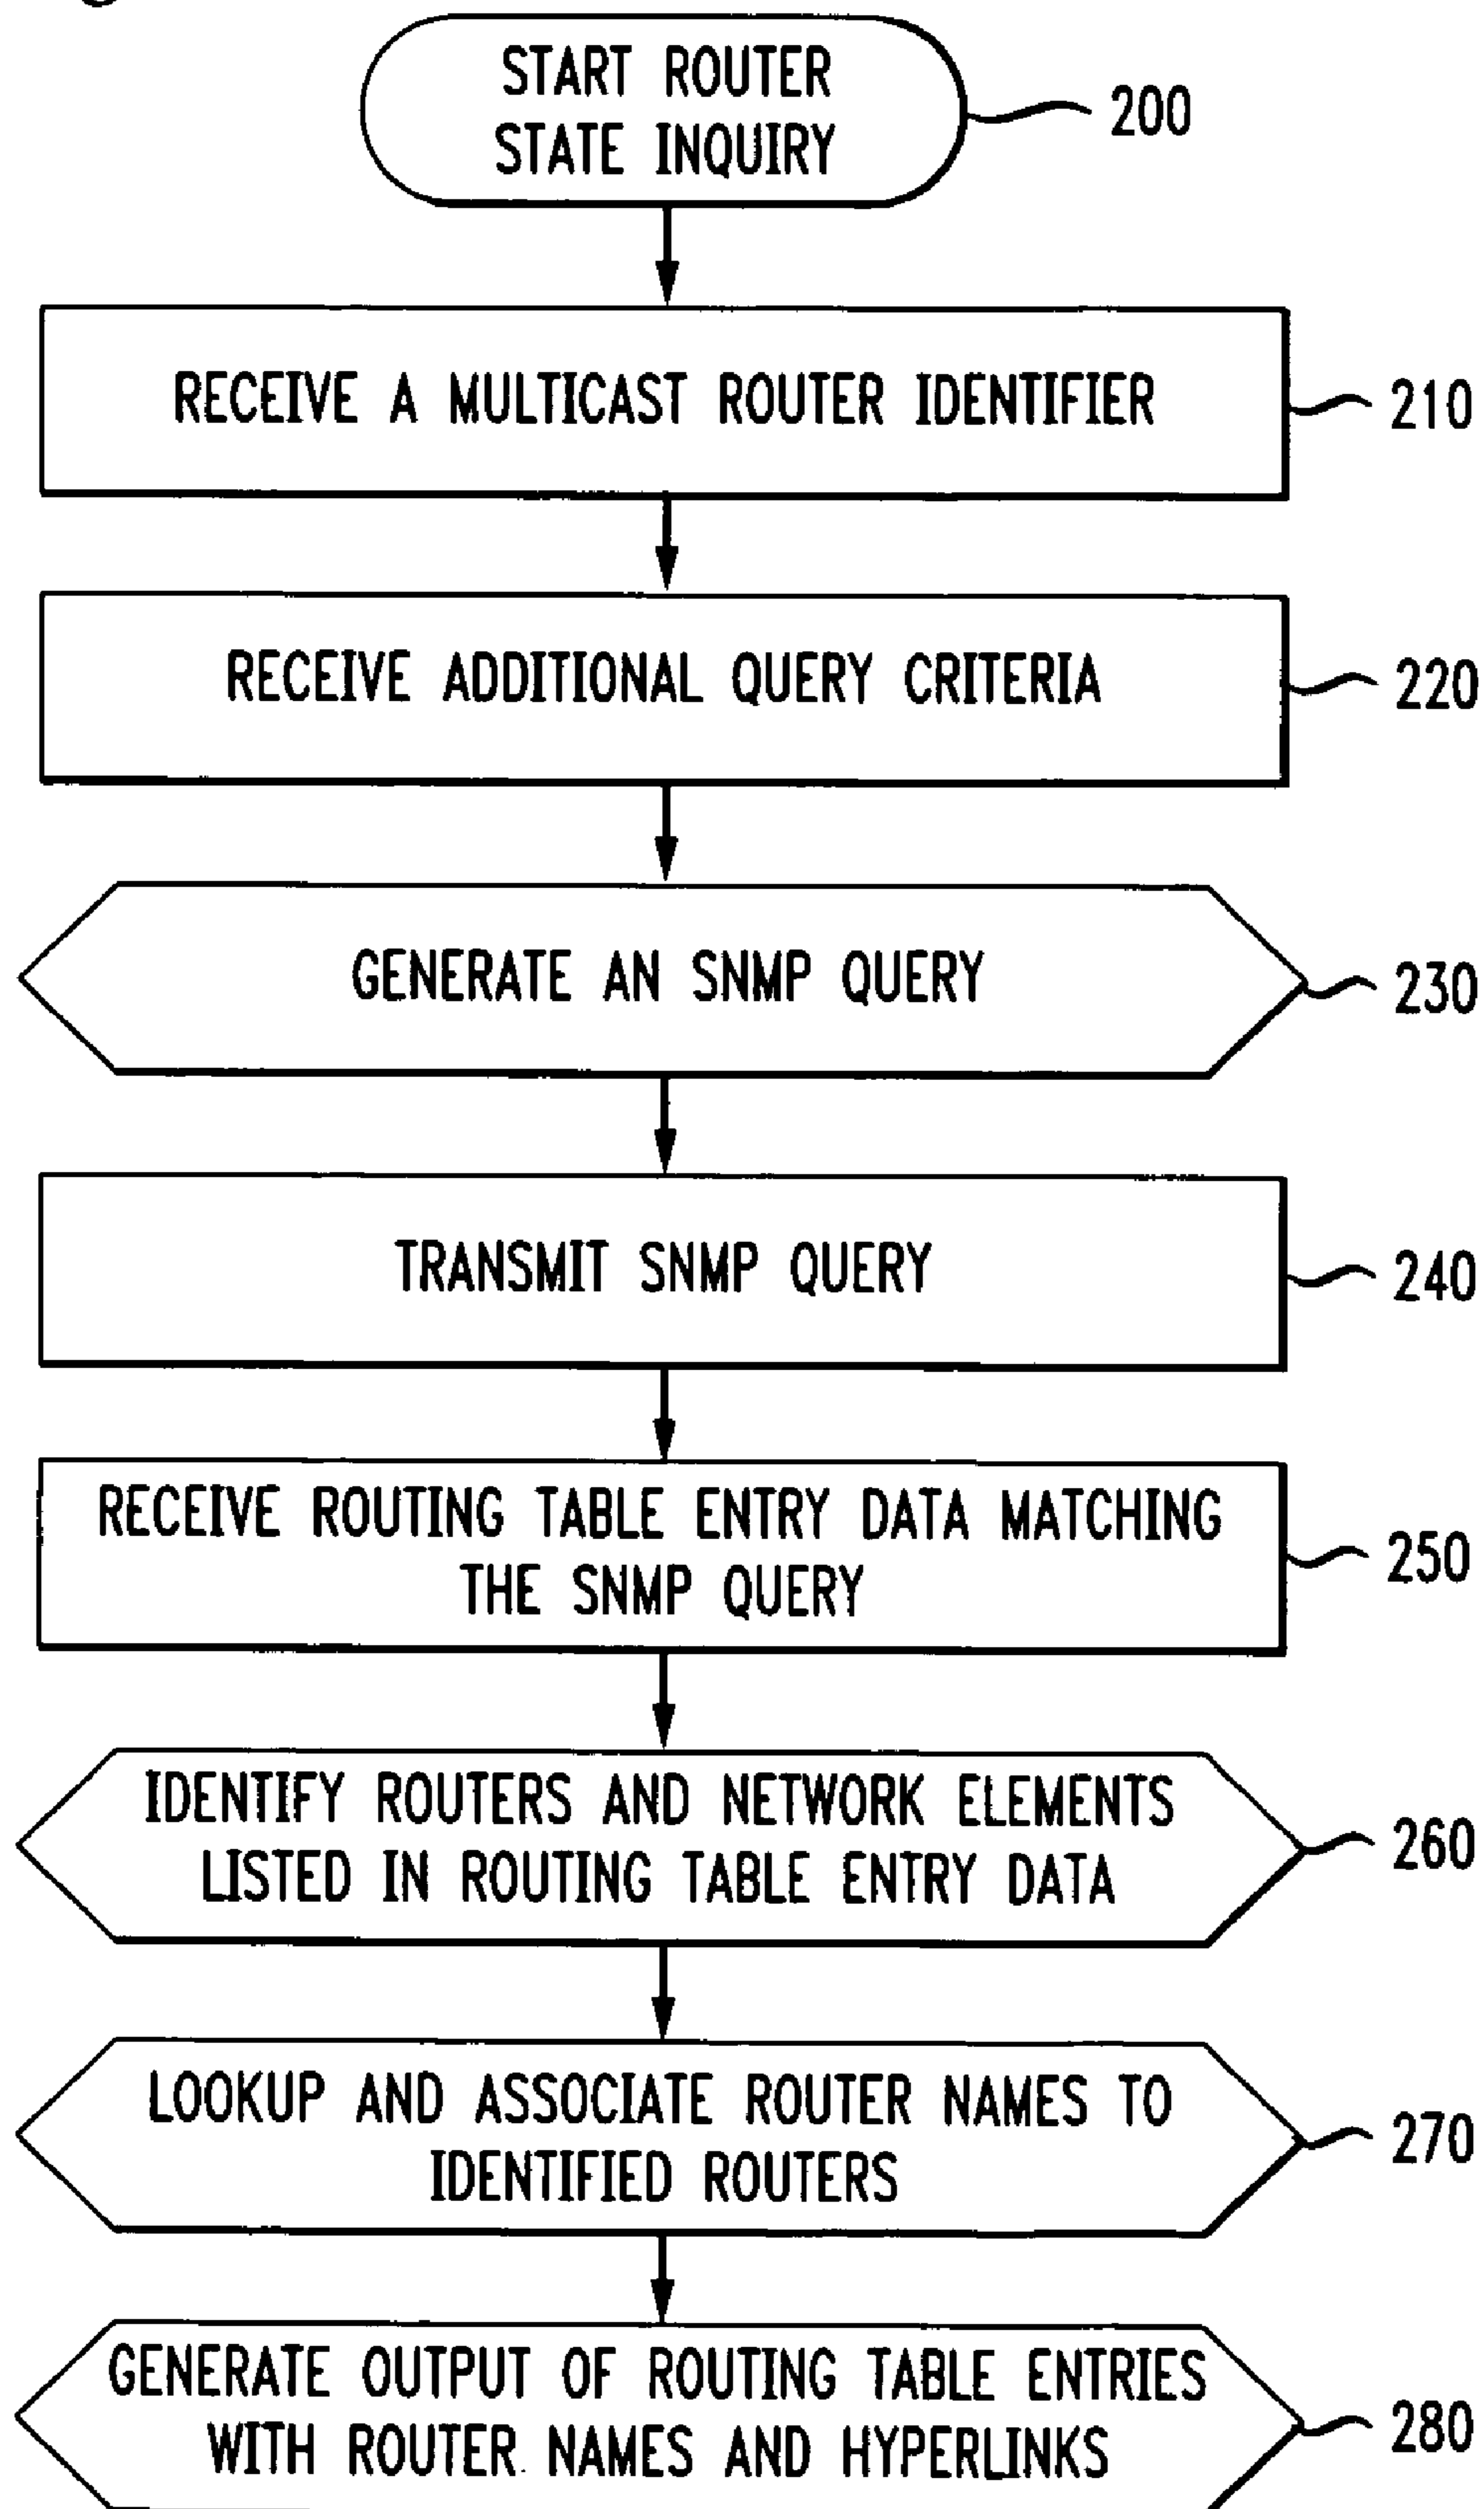 START ROUTER
STATE INQUIRY
200
RECEIVE A MULTICAST ROUTER IDENTIFIER
210
RECEIVE ADDITIONAL QUERY CRITERIA
220
GENERATE AN SNMP QUERY
230
TRANSMIT SNMP QUERY
240
RECEIVE ROUTING TABLE ENTRY DATA MATCHING
THE SNMP QUERY
250
IDENTIFY ROUTERS AND NETWORK ELEMENTS
LISTED IN ROUTING TABLE ENTRY DATA
260
LOOKUP AND ASSOCIATE ROUTER NAMES TO
IDENTIFIED ROUTERS
270
GENERATE OUTPUT OF ROUTING TABLE ENTRIES
WITH ROUTER NAMES AND HYPERLINKS
280